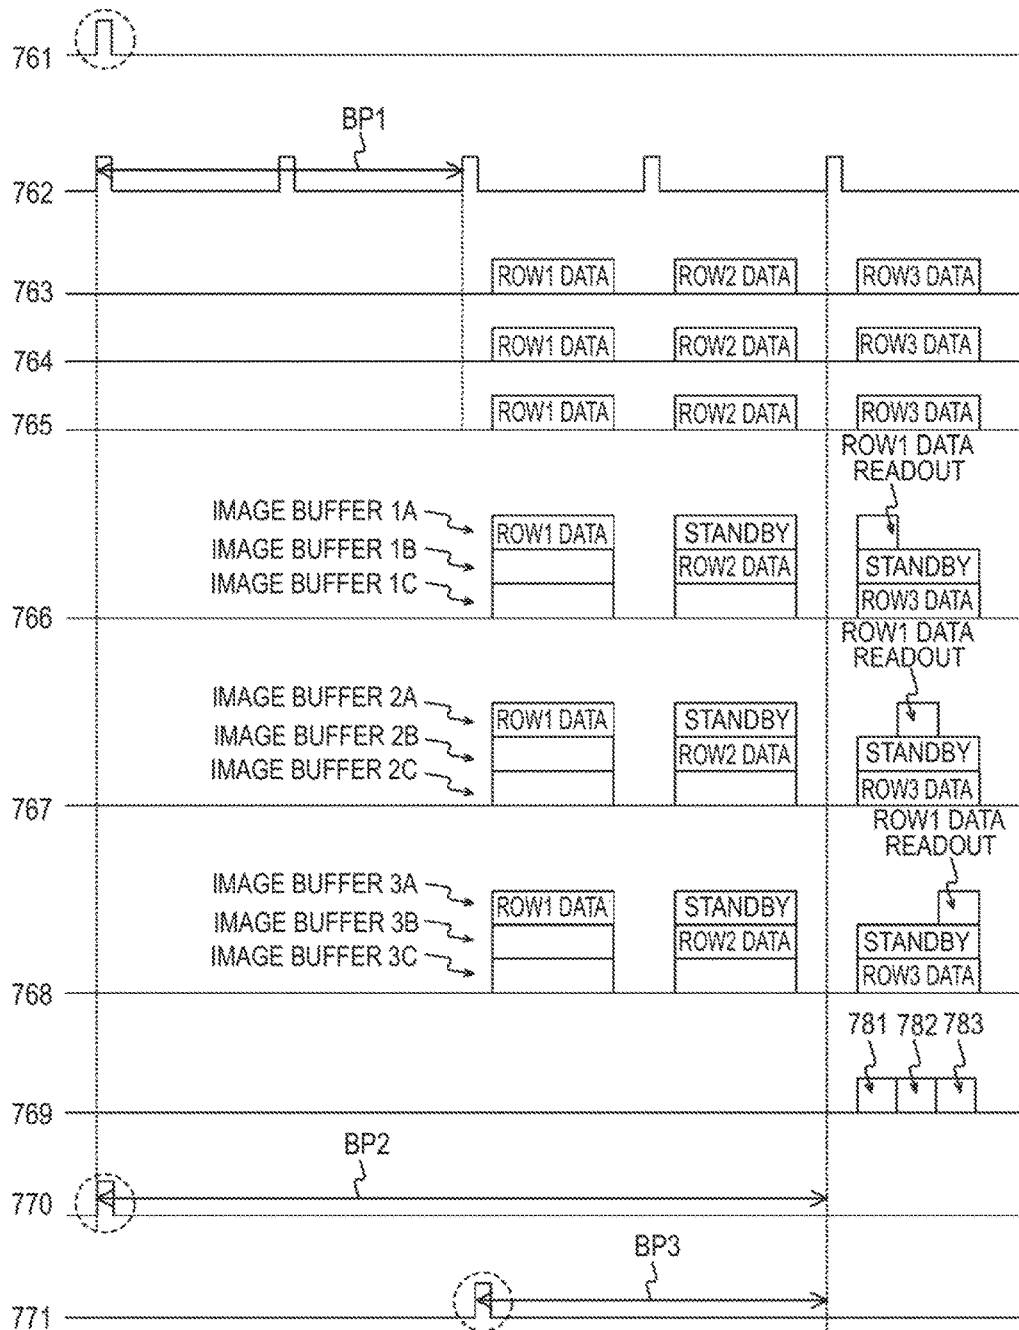 761
BP1
762
763 ROW1 DATA ROW2 DATA ROW3 DATA
764 ROW1 DATA ROW2 DATA ROW3 DATA
765 ROW1 DATA ROW2 DATA ROW3 DATA
ROW1 DATA
READOUT
IMAGE BUFFER 1A ROW1 DATA STANDBY
IMAGE BUFFER 1B ROW2 DATA STANDBY
IMAGE BUFFER 1C ROW3 DATA
766
ROW1 DATA
READOUT
IMAGE BUFFER 2A ROW1 DATA STANDBY
IMAGE BUFFER 2B ROW2 DATA STANDBY
IMAGE BUFFER 2C ROW3 DATA
767
ROW1 DATA
READOUT
IMAGE BUFFER 3A ROW1 DATA STANDBY
IMAGE BUFFER 3B ROW2 DATA STANDBY
IMAGE BUFFER 3C ROW3 DATA
768
781 782 783
769
BP2
770
BP3
771